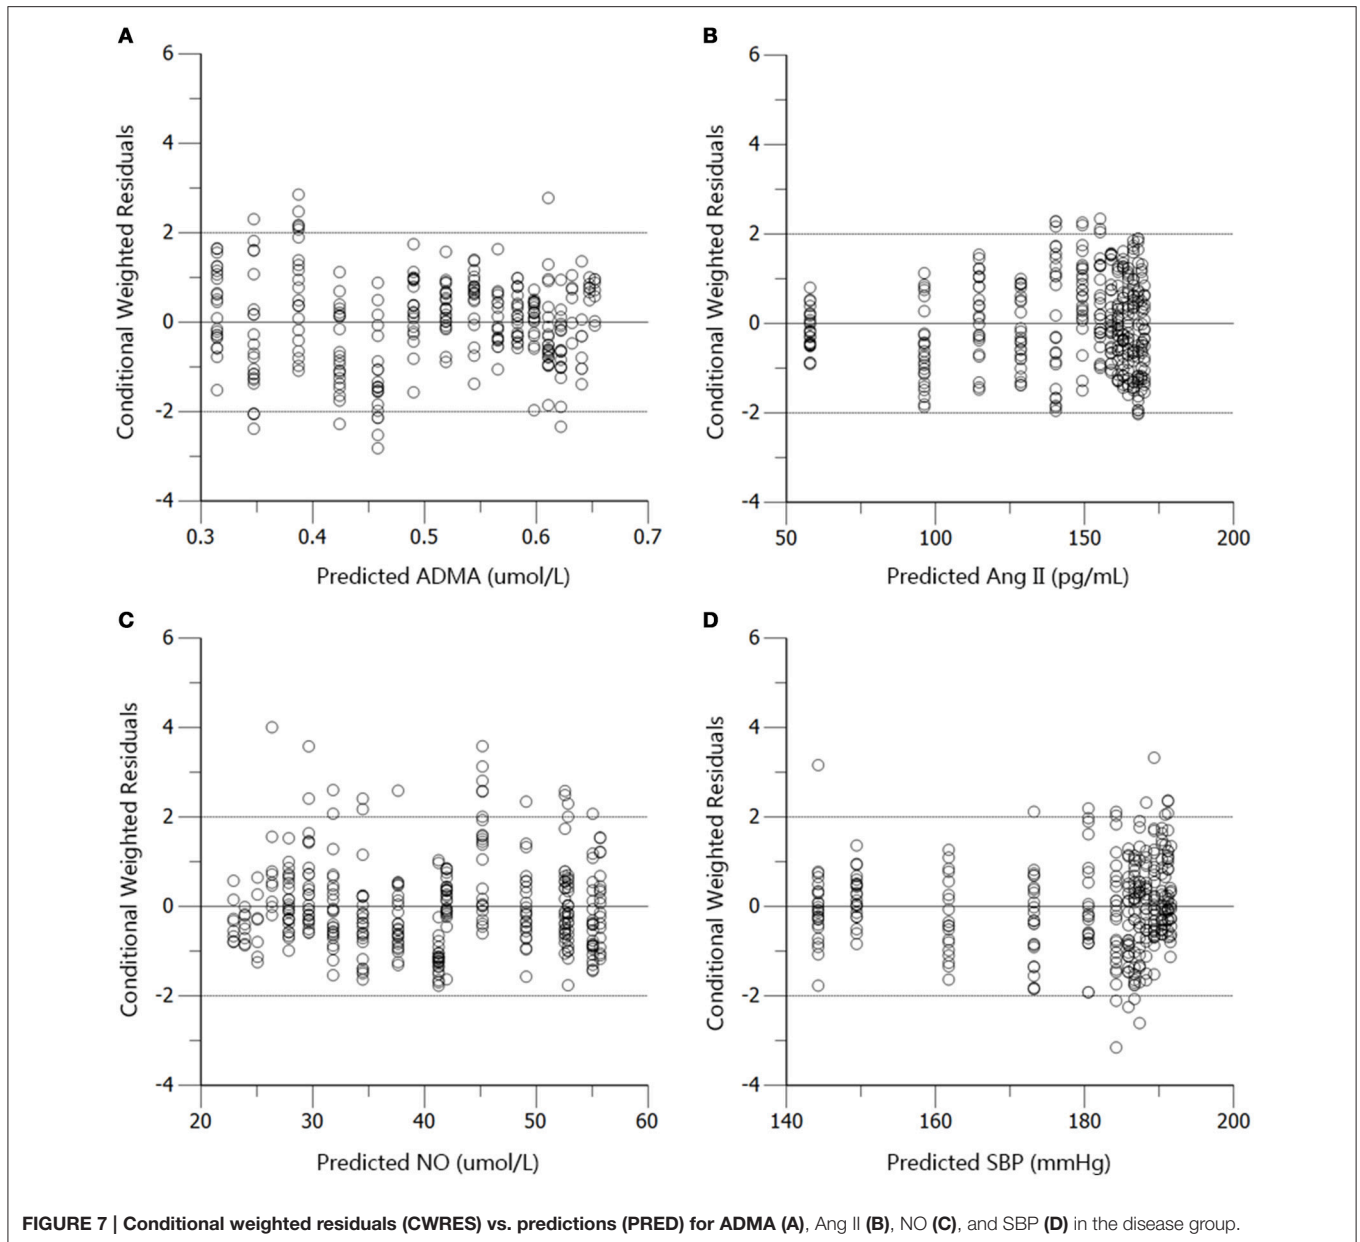 A
6
4
2
0
-2
-4
0.3 0.4 0.5 0.6 0.7
Conditional Weighted Residuals
Predicted ADMA (umol/L)
B
6
4
2
0
-2
-4
50 100 150 200
Conditional Weighted Residuals
Predicted Ang II (pg/mL)
C
6
4
2
0
-2
-4
20 30 40 50 60
Conditional Weighted Residuals
Predicted NO (umol/L)
D
6
4
2
0
-2
-4
140 160 180 200
Conditional Weighted Residuals
Predicted SBP (mmHg)
FIGURE 7 | Conditional weighted residuals (CWRES) vs. predictions (PRED) for ADMA (A), Ang II (B), NO (C), and SBP (D) in the disease group.